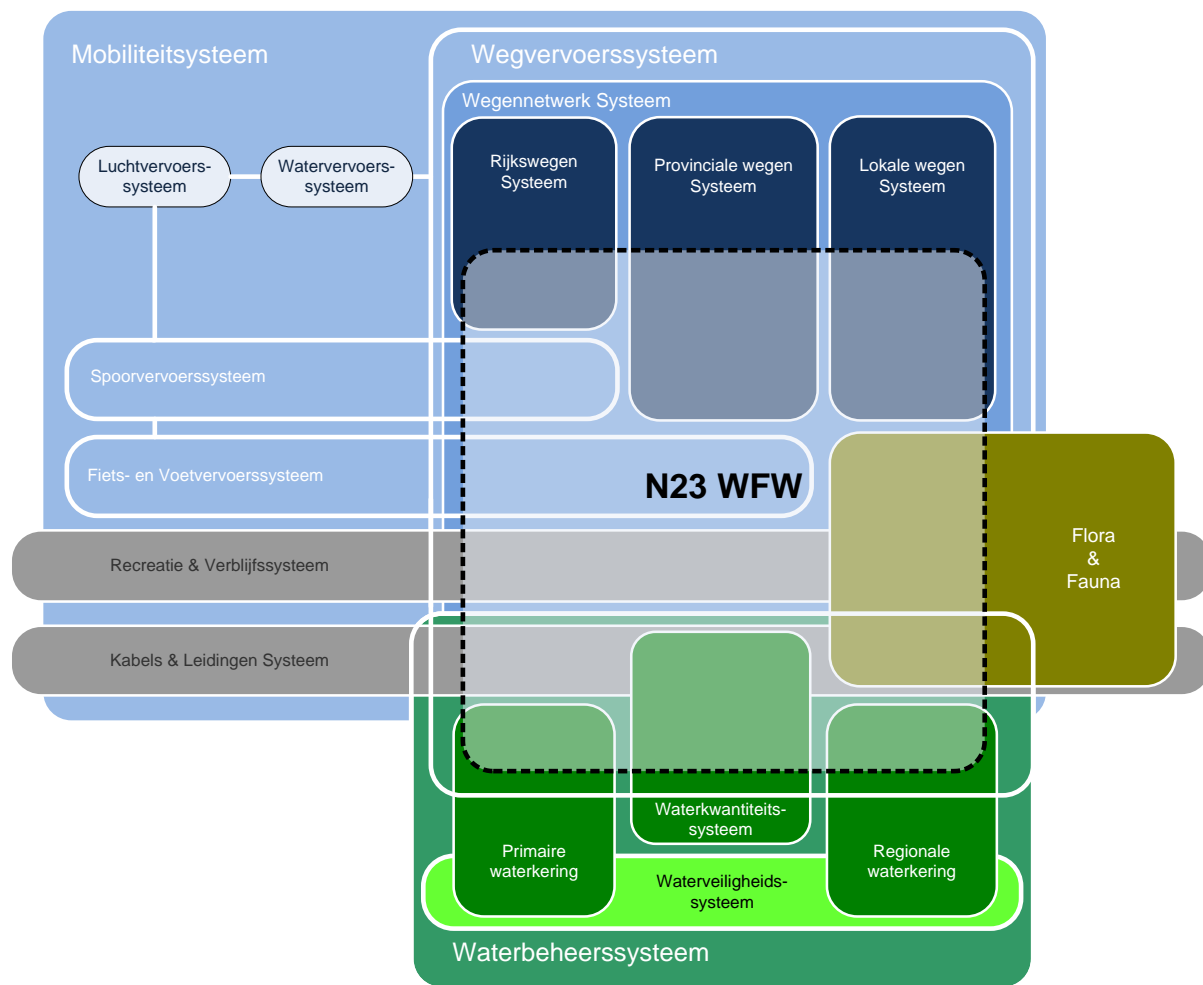 Mobiliteitsysteem
Wegvervoerssysteem
Wegennetwerk Systeem
Luchtvervoers-
systeem
Watervervoers-
systeem
Rijkswegen
Systeem
Provinciale wegen
Systeem
Lokale wegen
Systeem
Spoorvervoerssysteem
Fiets- en Voetvervoerssysteem
N23 WFW
Recreatie & Verblijfssysteem
Flora
&
Fauna
Kabels & Leidingen Systeem
Waterkwantiteits-
systeem
Primaire
waterkering
Regionale
waterkering
Waterveiligheids-
systeem
Waterbeheerssysteem